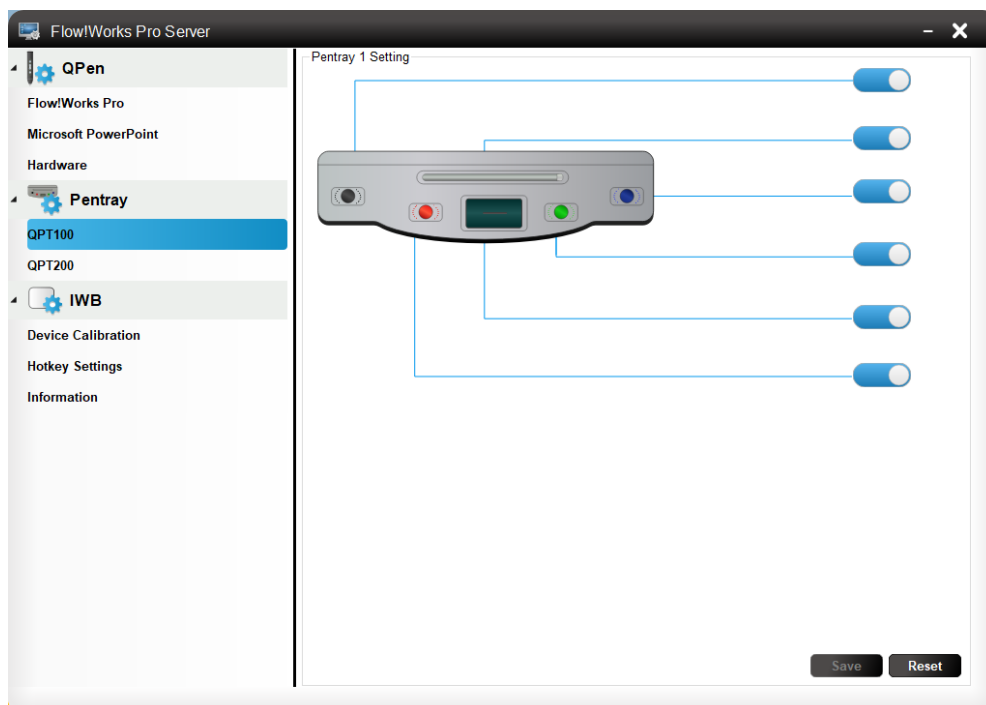 Flow!Works Pro Server
QPen
Flow!Works Pro
Microsoft PowerPoint
Hardware
Pentray
QPT100
QPT200
IWB
Device Calibration
Hotkey Settings
Information
Pentray 1 Setting
Save
Reset